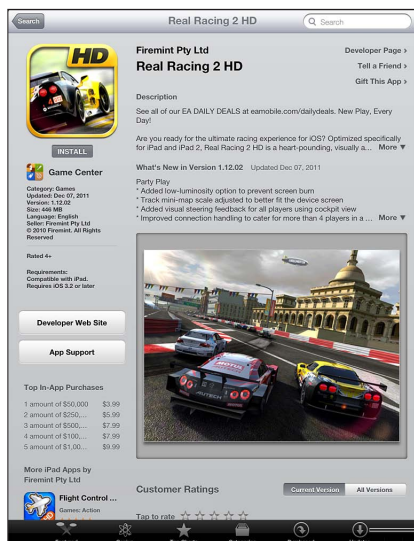 Search
Real Racing 2 HD
Search
HD
INSTALL
Game Center
Category: Games
Updated: Dec 07, 2011
Version: 1.12.02
Size: 446 MB
Language: English
Seller: Firemint Pty Ltd
© 2010 Firemint. All Rights
Reserved
Rated 4+
Requirements:
Compatible with iPad.
Requires iOS 3.2 or later
Developer Web Site
App Support
Top In-App Purchases
1 amount of $50,000 $3.99
2 amount of $250,... $5.99
3 amount of $500,... $7.99
4 amount of $100,... $7.99
5 amount of $1,00... $9.99
More iPad Apps by
Firemint Pty Ltd
Flight Control ...
Games: Action
Firemint Pty Ltd
Real Racing 2 HD
Developer Page ›
Tell a Friend ›
Gift This App ›
Description
See all of our EA DAILY DEALS at eamobile.com/dailydeals. New Play, Every
Day!
Are you ready for the ultimate racing experience for iOS? Optimized specifically
for iPad and iPad 2, Real Racing 2 HD is a heart-pounding, visually a... More ▼
What's New in Version 1.12.02 Updated Dec 07, 2011
Party Play
* Added low-luminosity option to prevent screen burn
* Track mini-map scale adjusted to better fit the device screen
* Added visual steering feedback for all players using cockpit view
* Improved connection handling to cater for more than 4 players in a ... More ▼
MOTUL
AUTECH
Customer Ratings
Current Version
All Versions
Tap to rate